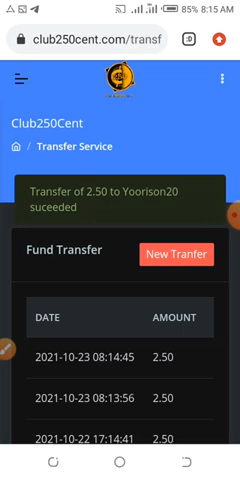 85% 8:15 AM
club250cent.com/transf
:D
Club250Cent
/ Transfer Service
Transfer of 2.50 to Yoorison20
suceeded
Fund Transfer
New Tranfer
DATE AMOUNT
2021-10-23 08:14:45 2.50
2021-10-23 08:13:56 2.50
2021-10-22 17:14:41 2.50